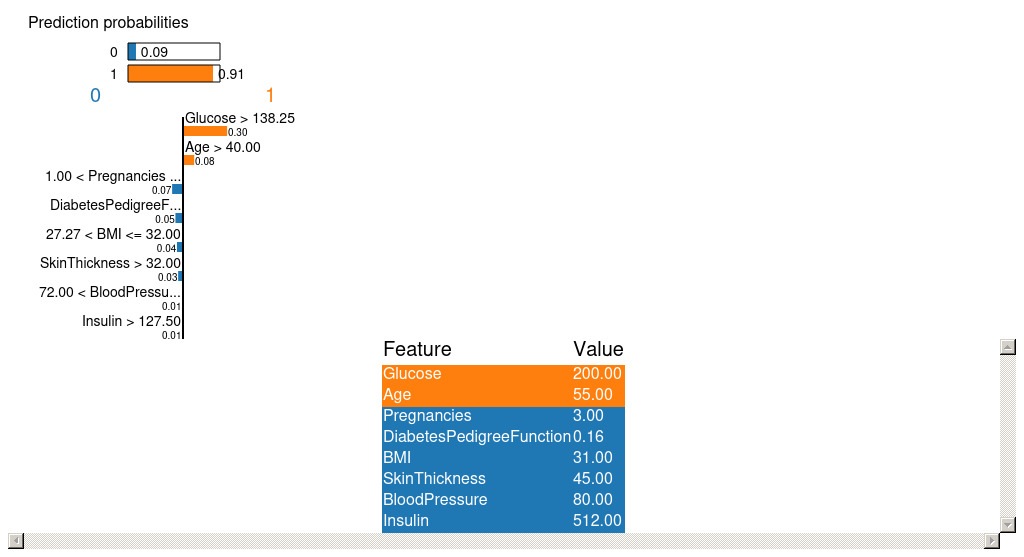 Prediction probabilities
0 0.09
1 0.91
0 1
Glucose > 138.25
0.30
Age > 40.00
0.08
1.00 < Pregnancies ...
0.07
DiabetesPedigreeF...
0.05
27.27 < BMI <= 32.00
0.04
SkinThickness > 32.00
0.03
72.00 < BloodPressu...
0.01
Insulin > 127.50
0.01
Feature Value
Glucose 200.00
Age 55.00
Pregnancies 3.00
DiabetesPedigreeFunction 0.16
BMI 31.00
SkinThickness 45.00
BloodPressure 80.00
Insulin 512.00